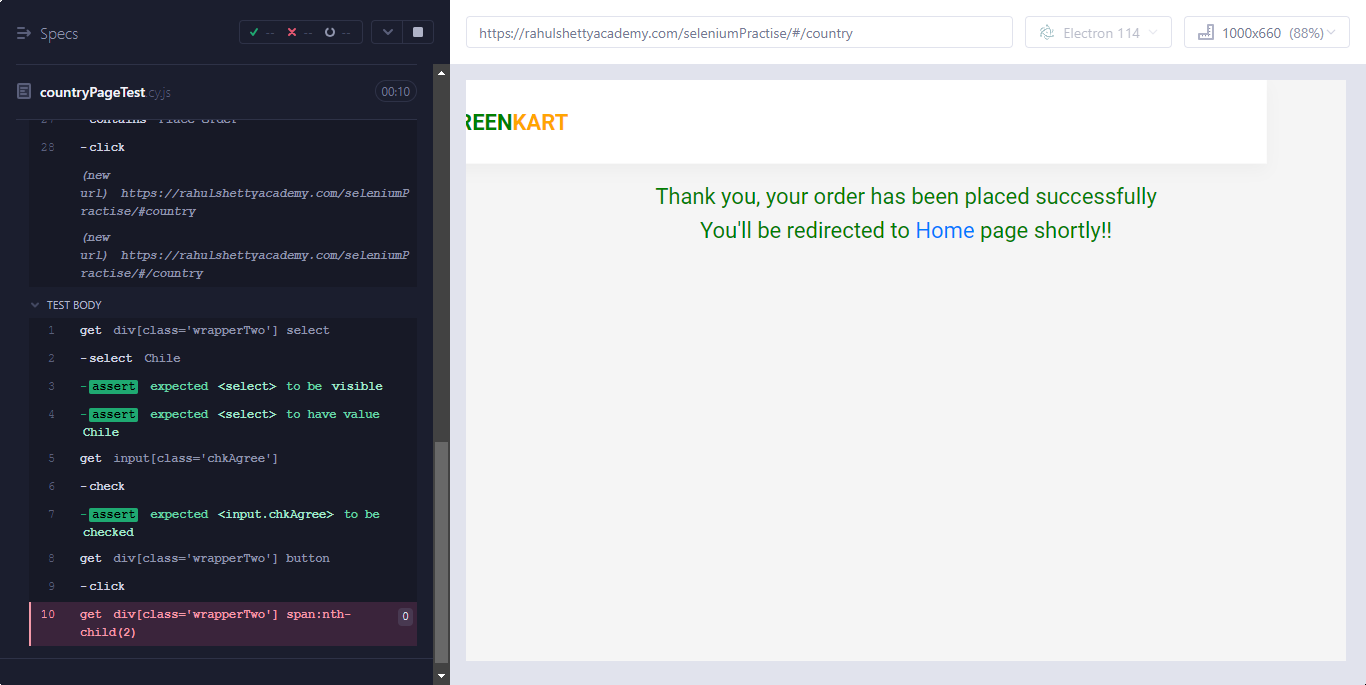 Specs
-- -- --
countryPageTest.cy.js
00:10
27 -contains Place Order
28 -click
(new
url) https://rahulshettyacademy.com/seleniumP
ractise/#country
(new
url) https://rahulshettyacademy.com/seleniumP
ractise/#/country
TEST BODY
1 get div[class='wrapperTwo'] select
2 -select Chile
3 -assert expected <select> to be visible
4 -assert expected <select> to have value
Chile
5 get input[class='chkAgree']
6 -check
7 -assert expected <input.chkAgree> to be
checked
8 get div[class='wrapperTwo'] button
9 -click
10 get div[class='wrapperTwo'] span:nth-
child(2)
0
https://rahulshettyacademy.com/seleniumPractise/#/country
Electron 114
1000x660 (88%)
REENKART
Thank you, your order has been placed successfully
You'll be redirected to Home page shortly!!